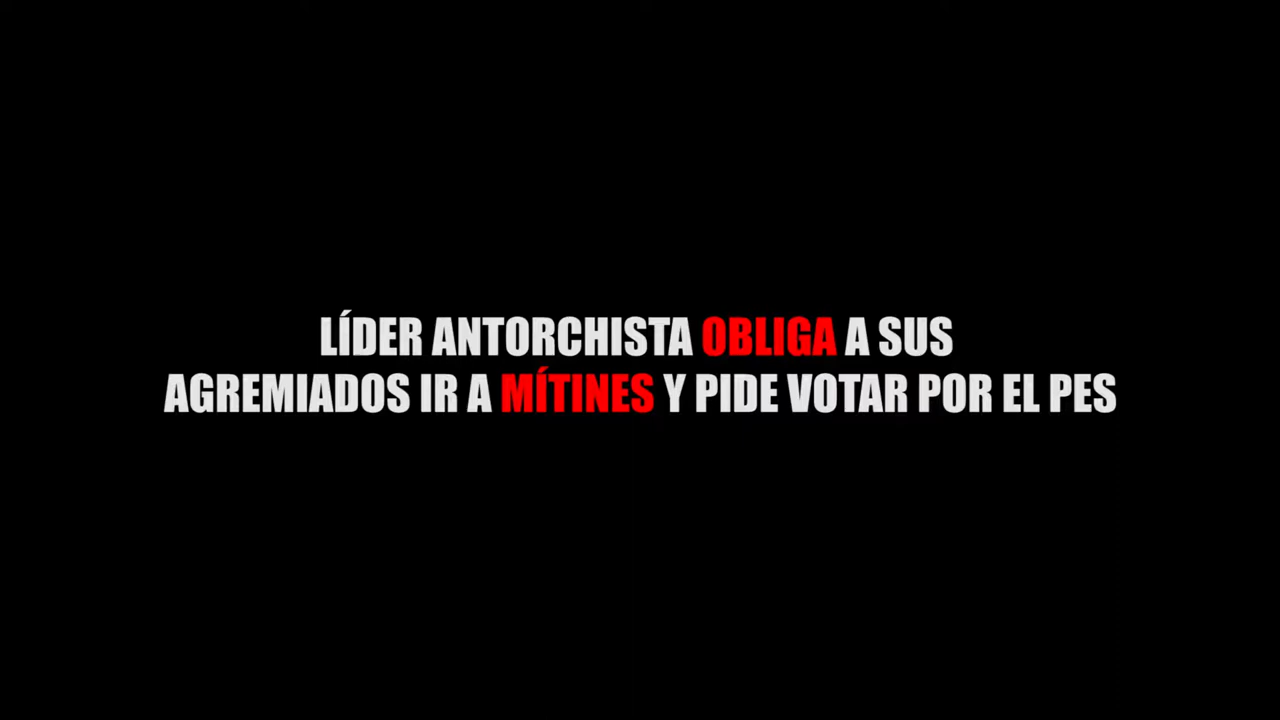 LÍDER ANTORCHISTA OBLIGA A SUS
AGREMIADOS IR A MÍTINES Y PIDE VOTAR POR EL PES